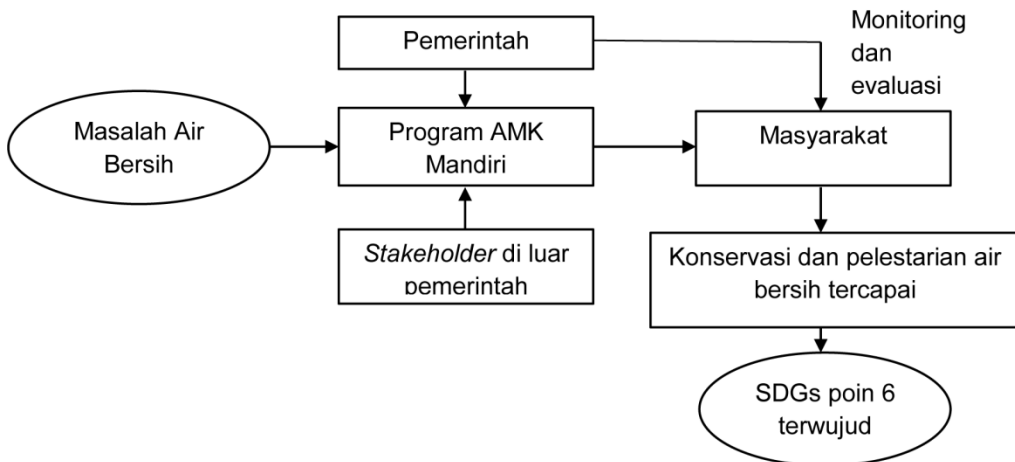 Pemerintah
Monitoring
dan
evaluasi
Masalah Air
Bersih
Program AMK
Mandiri
Masyarakat
Stakeholder di luar
pemerintah
Konservasi dan pelestarian air
bersih tercapai
SDGs poin 6
terwujud